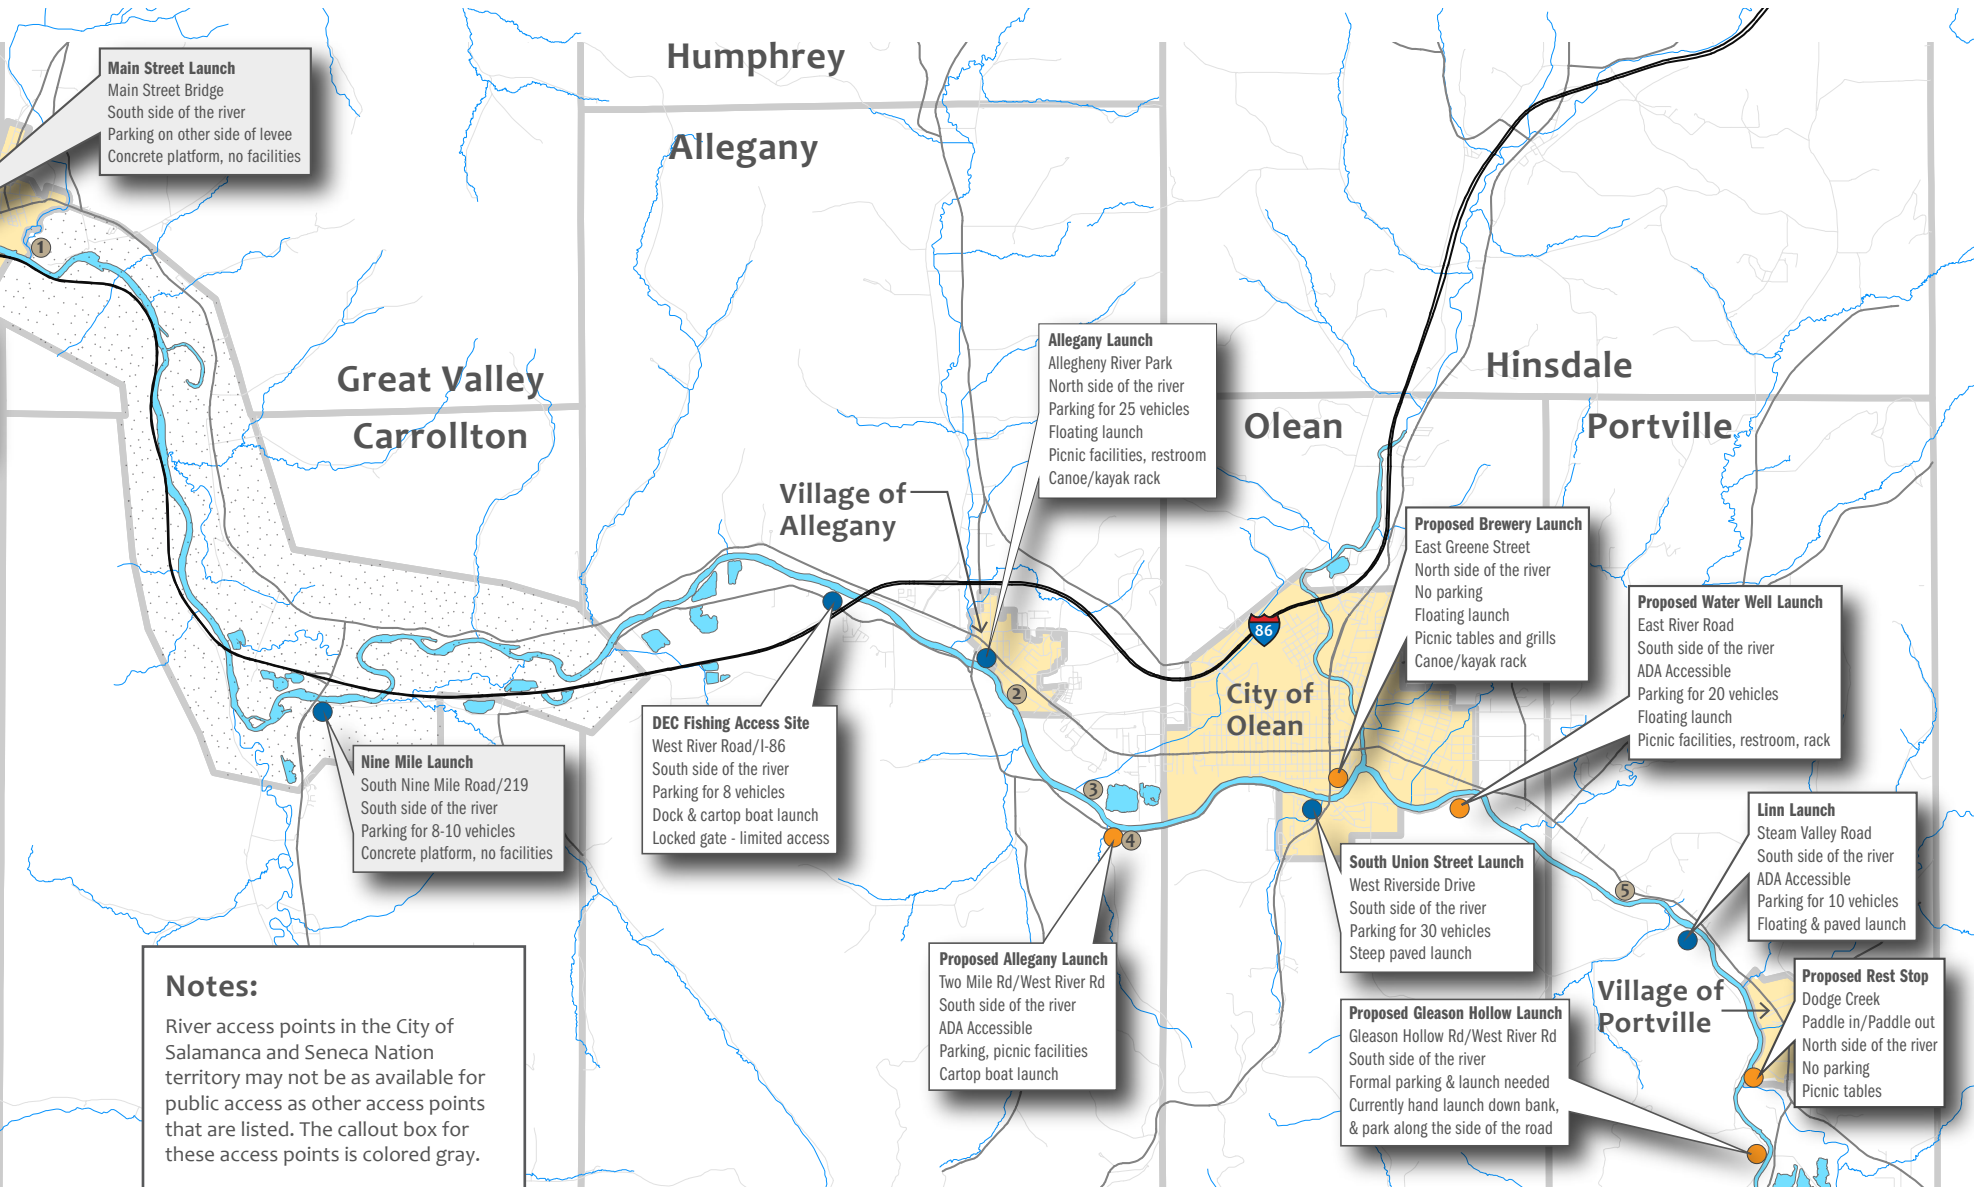 Humphrey
Allegany
Main Street Launch
Main Street Bridge
South side of the river
Parking on other side of levee
Concrete platform, no facilities
1
Great Valley
Carrollton
Allegany Launch
Allegheny River Park
North side of the river
Parking for 25 vehicles
Floating launch
Picnic facilities, restroom
Canoe/kayak rack
Hinsdale
Olean
Portville
Village of
Allegany
Proposed Brewery Launch
East Greene Street
North side of the river
No parking
Floating launch
Picnic tables and grills
Canoe/kayak rack
86
Proposed Water Well Launch
East River Road
South side of the river
ADA Accessible
Parking for 20 vehicles
Floating launch
Picnic facilities, restroom, rack
City of
Olean
2
DEC Fishing Access Site
West River Road/I-86
South side of the river
Parking for 8 vehicles
Dock & cartop boat launch
Locked gate - limited access
Nine Mile Launch
South Nine Mile Road/219
South side of the river
Parking for 8-10 vehicles
Concrete platform, no facilities
3
4
Linn Launch
Steam Valley Road
South side of the river
ADA Accessible
Parking for 10 vehicles
Floating & paved launch
South Union Street Launch
West Riverside Drive
South side of the river
Parking for 30 vehicles
Steep paved launch
5
Proposed Allegany Launch
Two Mile Rd/West River Rd
South side of the river
ADA Accessible
Parking, picnic facilities
Cartop boat launch
Village of
Portville
Proposed Rest Stop
Dodge Creek
Paddle in/Paddle out
North side of the river
No parking
Picnic tables
Proposed Gleason Hollow Launch
Gleason Hollow Rd/West River Rd
South side of the river
Formal parking & launch needed
Currently hand launch down bank,
& park along the side of the road
Notes:
River access points in the City of
Salamanca and Seneca Nation
territory may not be as available for
public access as other access points
that are listed. The callout box for
these access points is colored gray.